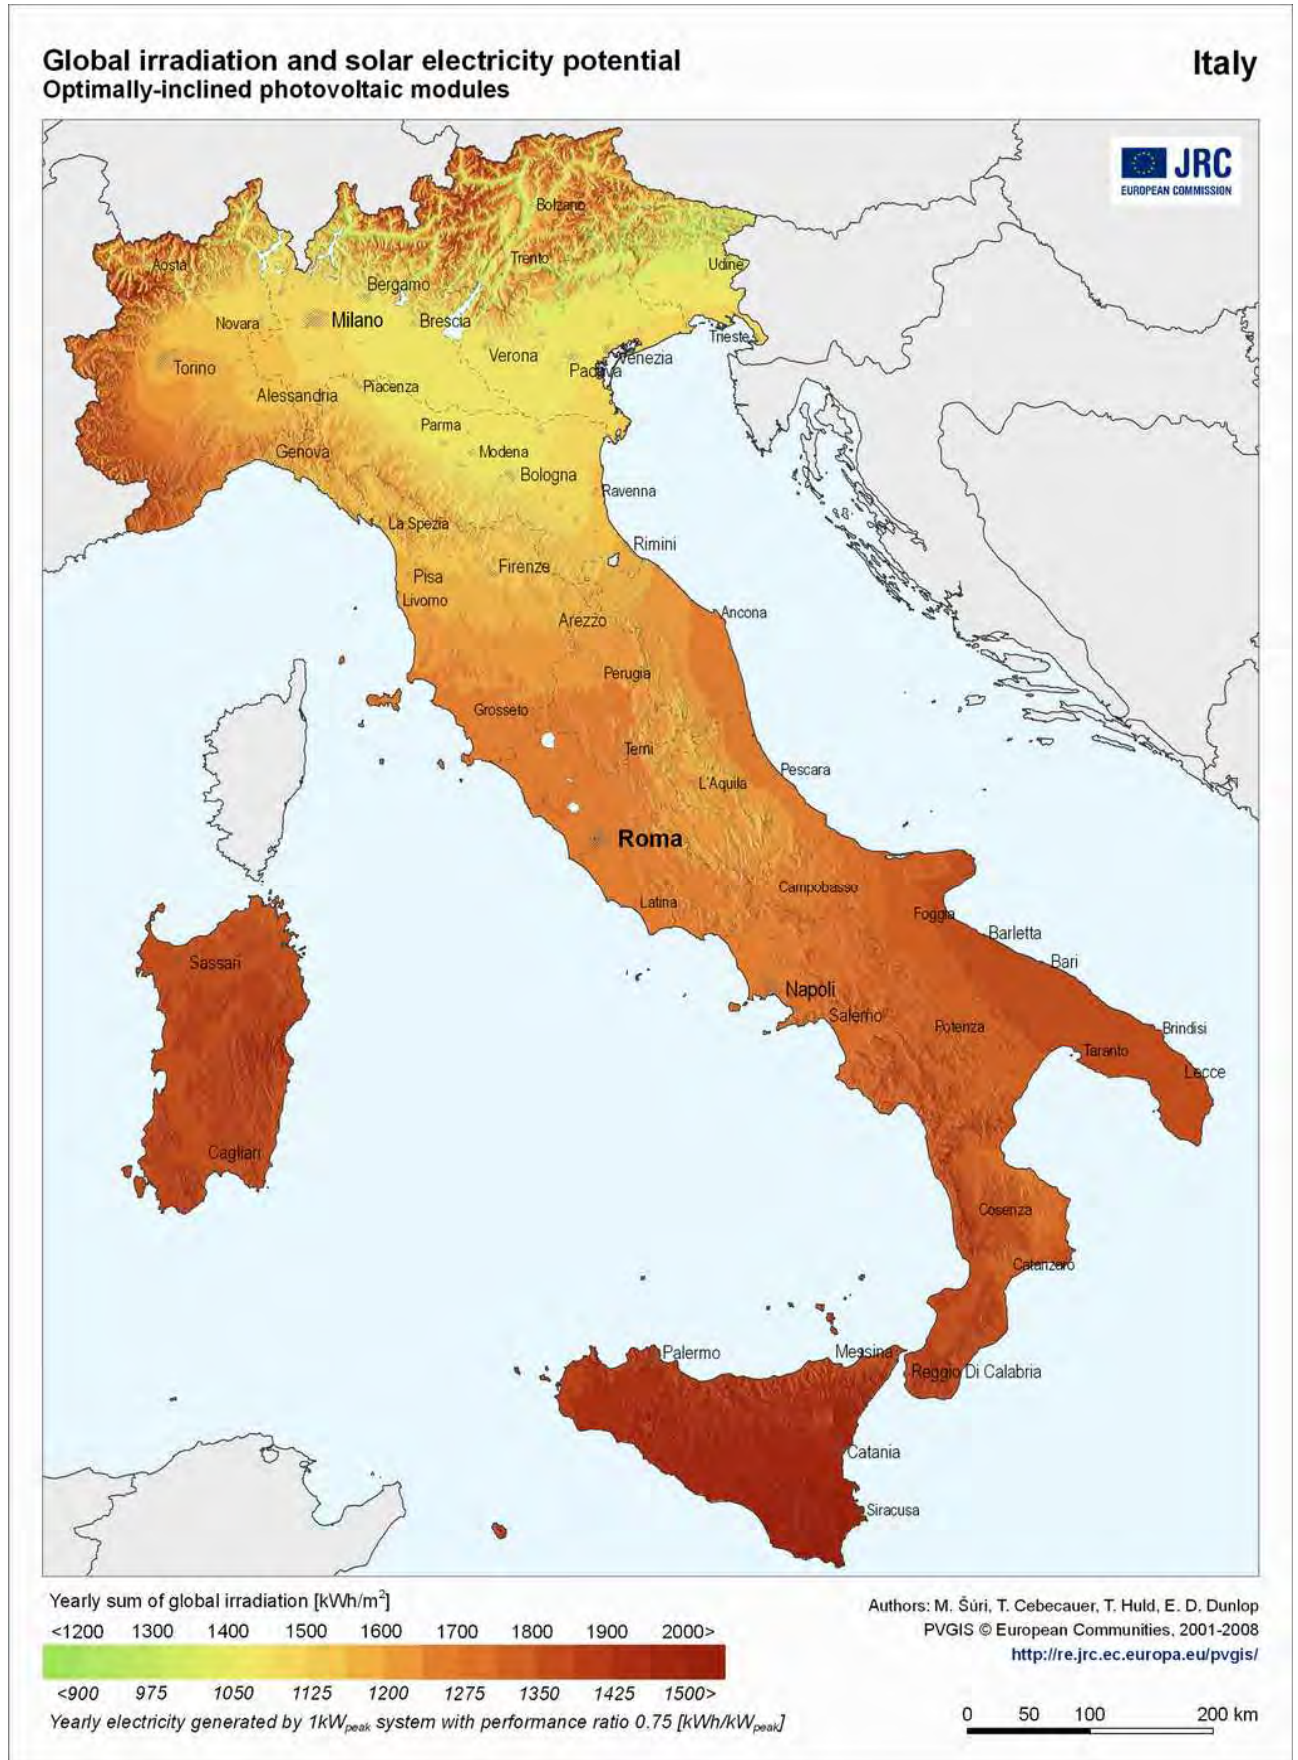 Global irradiation and solar electricity potential
Optimally-inclined photovoltaic modules
Italy
JRC
EUROPEAN COMMISSION
Bolzano
Trento
Udine
Aosta
Bergamo
Novara
Milano
Brescia
Trieste
Verona
Venezia
Padova
Torino
Piacenza
Alessandria
Parma
Genova
Modena
Bologna
Ravenna
La Spezia
Rimini
Firenze
Pisa
Livorno
Ancona
Arezzo
Perugia
Grosseto
Terni
Pescara
L'Aquila
Roma
Campobasso
Latina
Foggia
Barletta
Bari
Sassari
Napoli
Salerno
Potenza
Brindisi
Taranto
Lecce
Cagliari
Cosenza
Catanzaro
Palermo
Messina
Reggio Di Calabria
Catania
Siracusa
Yearly sum of global irradiation [kWh/m²]
<1200 1300 1400 1500 1600 1700 1800 1900 2000>
<900 975 1050 1125 1200 1275 1350 1425 1500>
Yearly electricity generated by 1kWpeak system with performance ratio 0.75 [kWh/kWpeak]
Authors: M. Šúri, T. Cebecauer, T. Huld, E. D. Dunlop
PVGIS © European Communities, 2001-2008
http://re.jrc.ec.europa.eu/pvgis/
0 50 100 200 km